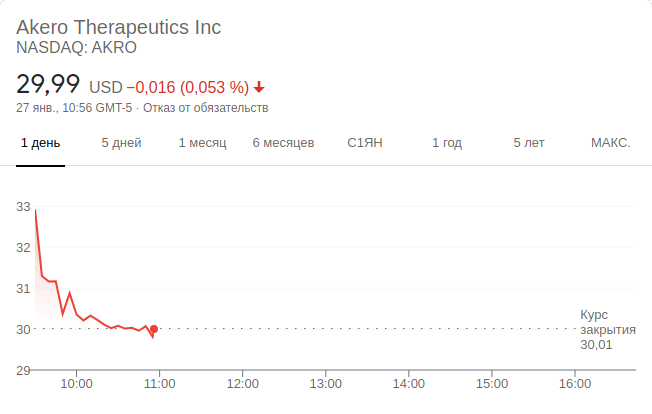 Akero Therapeutics Inc
NASDAQ: AKRO
29,99 USD −0,016 (0,053 %)
27 янв., 10:56 GMT-5 · Отказ от обязательств
1 день 5 дней 1 месяц 6 месяцев С1ЯН 1 год 5 лет МАКС.
33
32
31
30
29
Курс
закрытия
30,01
10:00 11:00 12:00 13:00 14:00 15:00 16:00